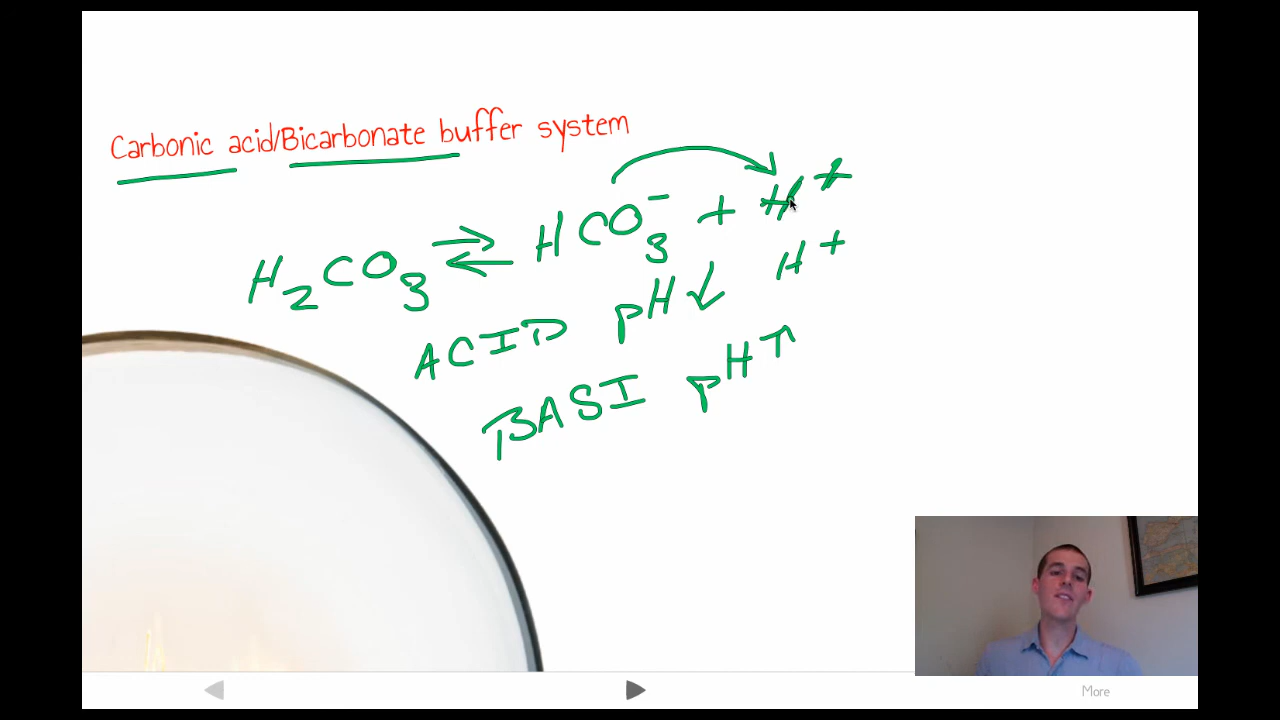 Carbonic acid/Bicarbonate buffer system
H₂CO₃ ⇌ HCO₃⁻ + H⁺
H⁺
ACID pH ↓
BASI pH ↑
More